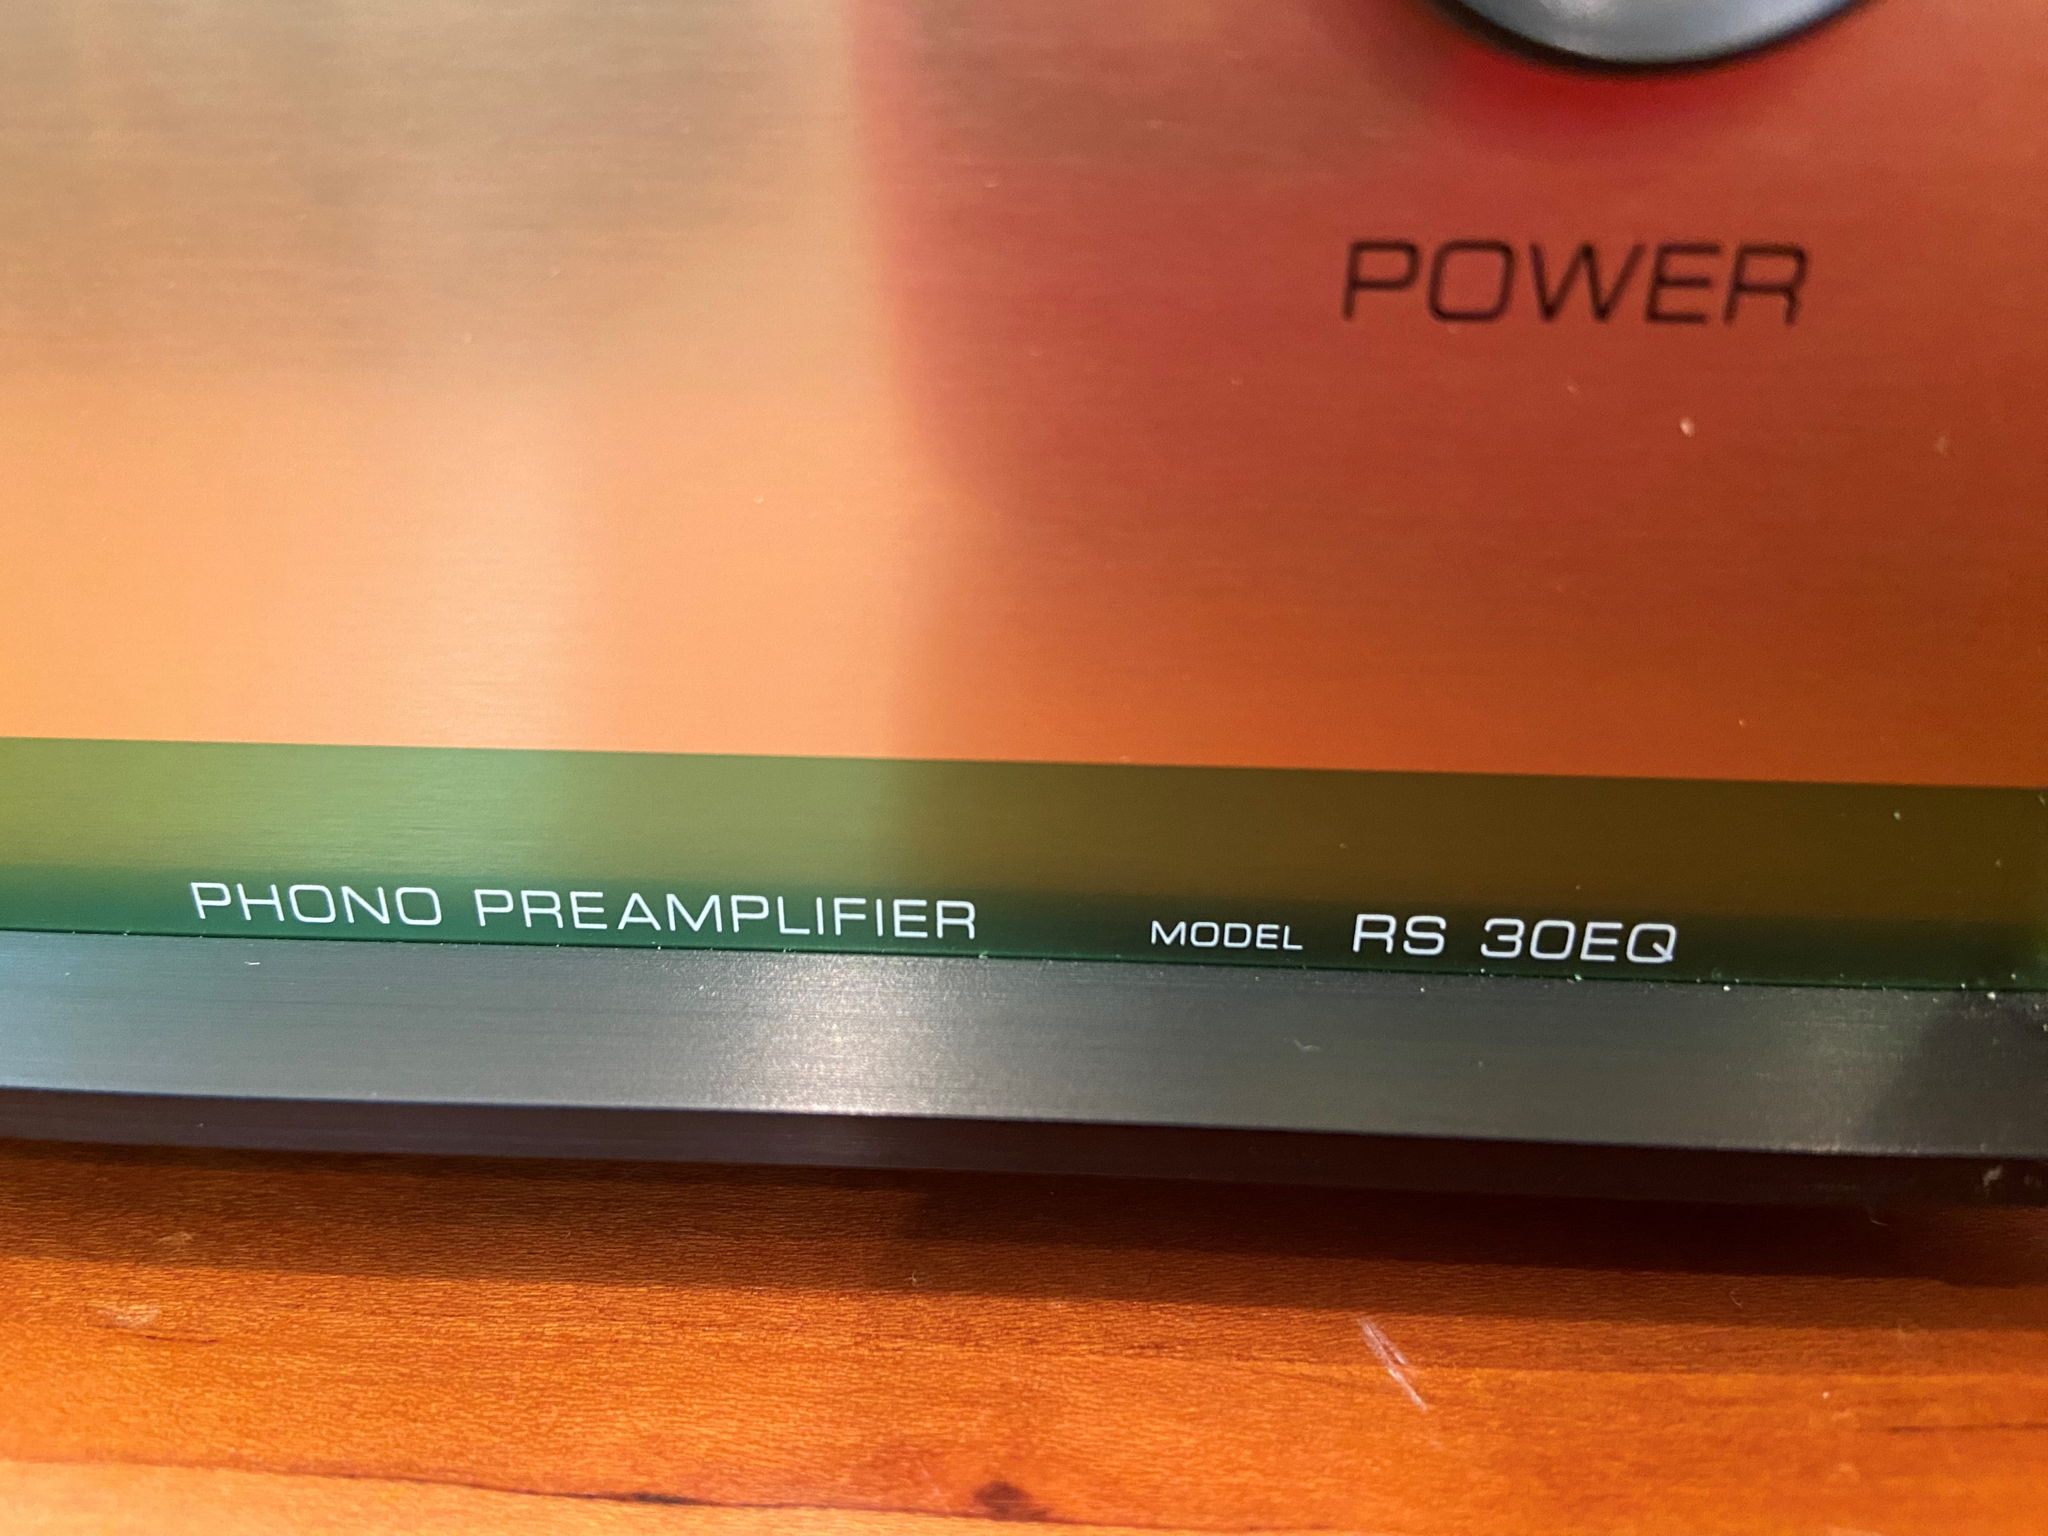 POWER
PHONO PREAMPLIFIER MODEL RS 30EQ